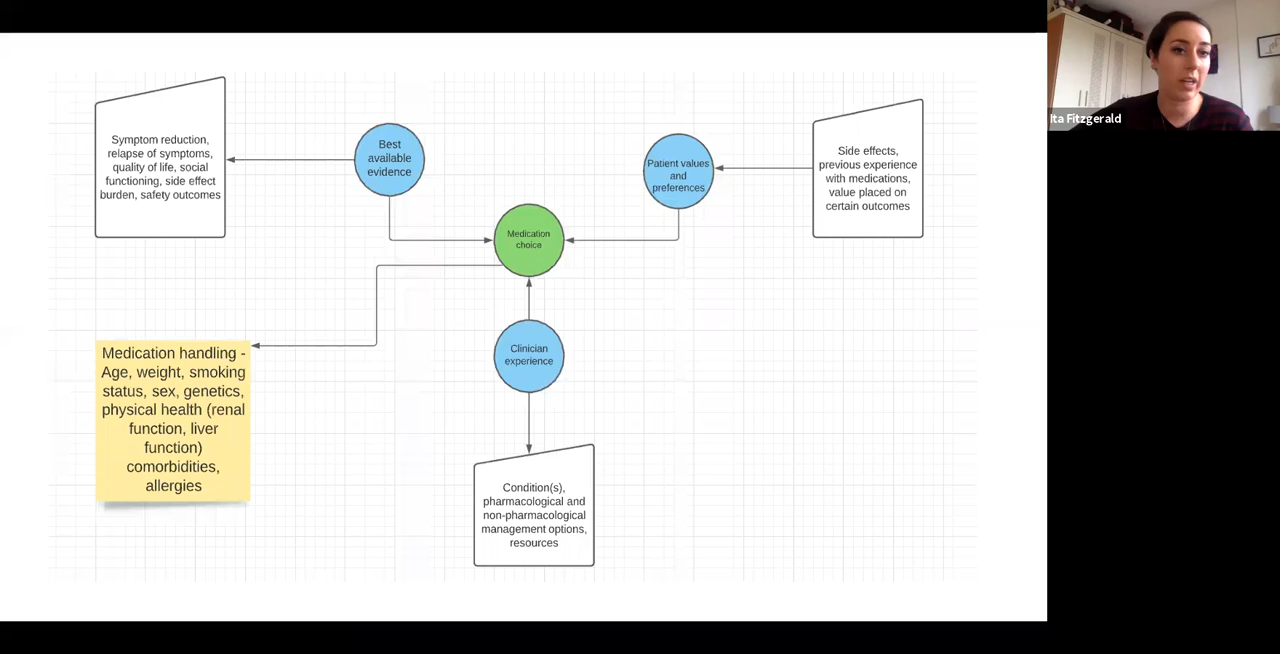 Symptom reduction,
relapse of symptoms,
quality of life, social
functioning, side effect
burden, safety outcomes
Best
available
evidence
Patient values
and
preferences
Side effects,
previous experience
with medications,
value placed on
certain outcomes
Medication
choice
Clinician
experience
Medication handling -
Age, weight, smoking
status, sex, genetics,
physical health (renal
function, liver
function)
comorbidities,
allergies
Condition(s),
pharmacological and
non-pharmacological
management options,
resources
Ita Fitzgerald